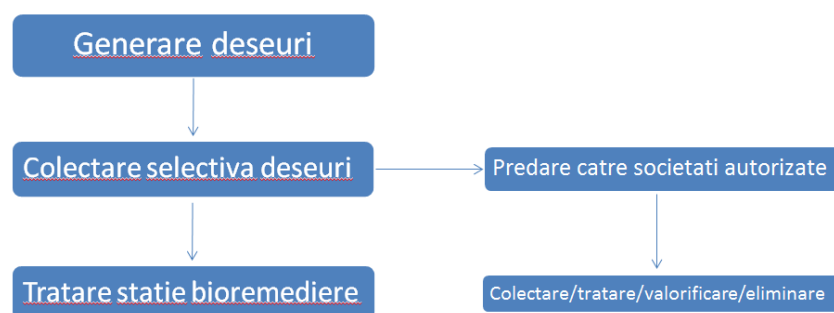 Generare deseuri
Colectare selectiva deseuri
Predare catre societati autorizate
Tratare statie bioremediere
Colectare/tratare/valorificare/eliminare